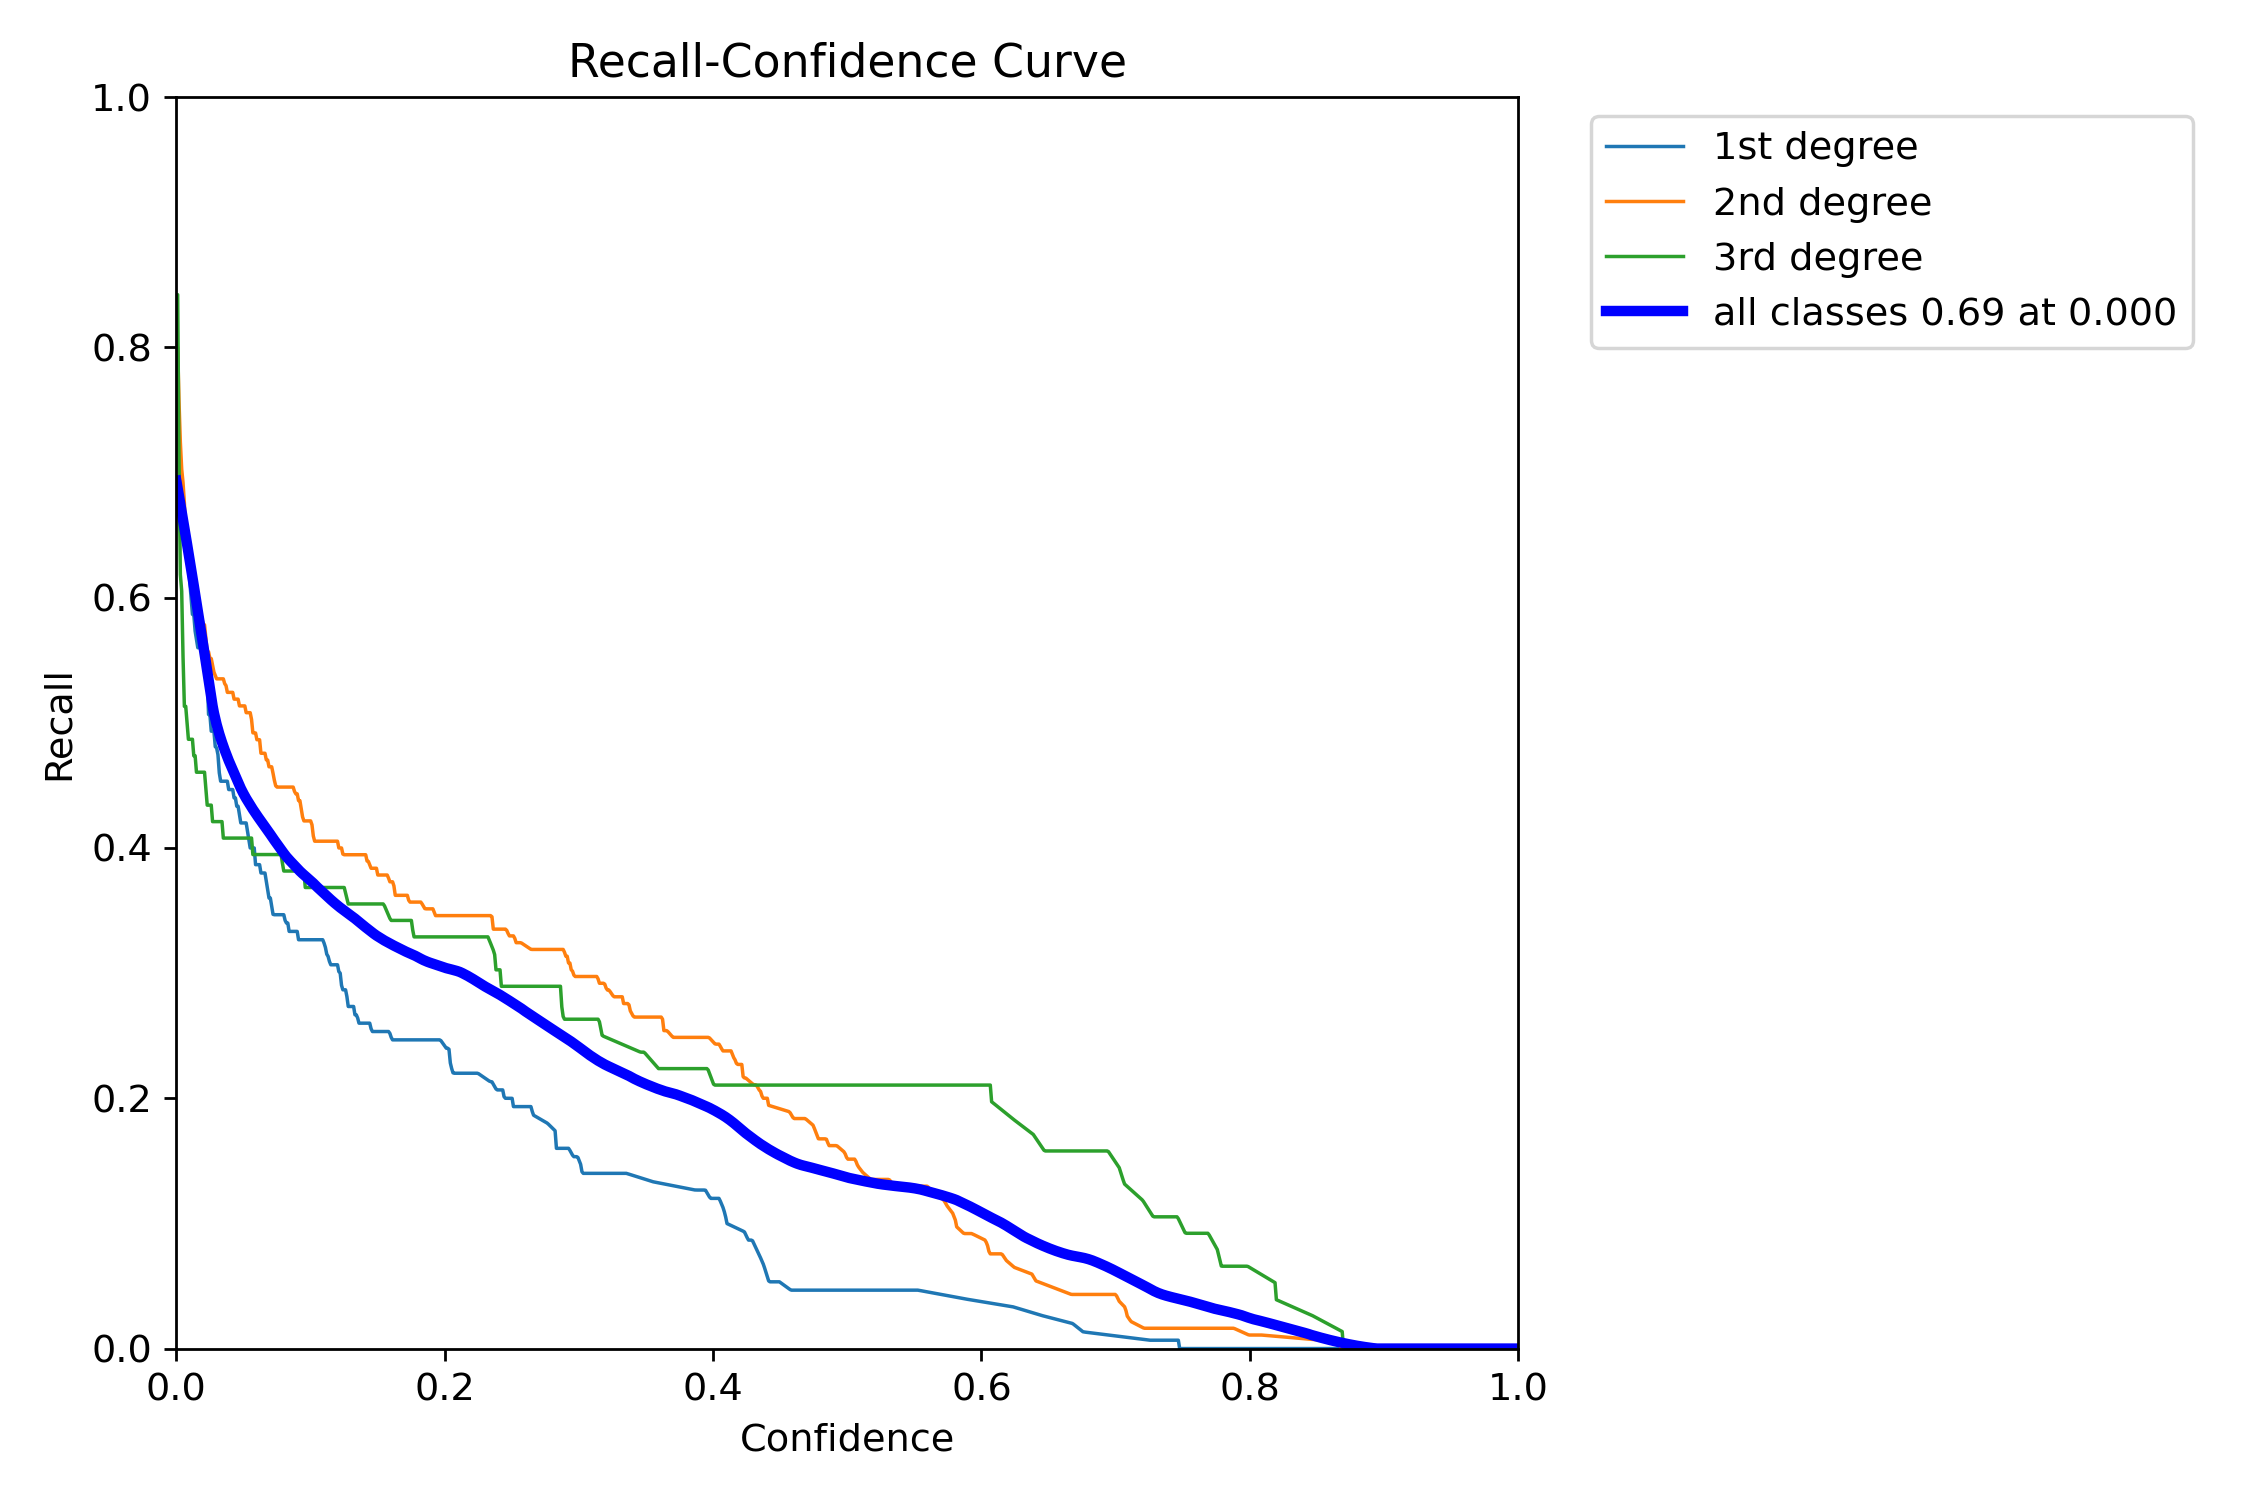 Recall-Confidence Curve
1.0
0.8
0.6
0.4
0.2
0.0
Recall
0.0 0.2 0.4 0.6 0.8 1.0
Confidence
1st degree
2nd degree
3rd degree
all classes 0.69 at 0.000